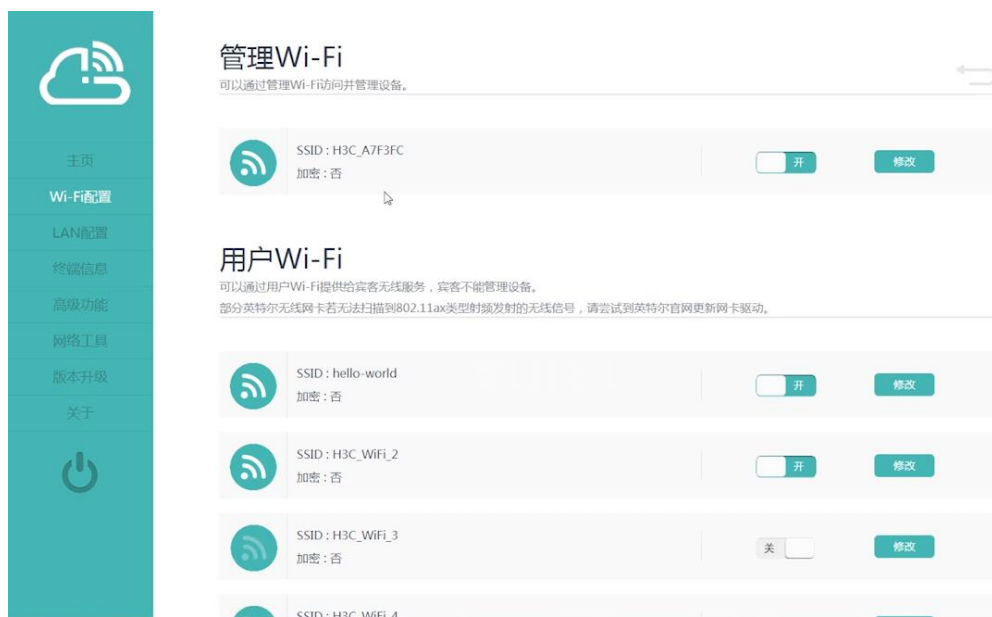 管理Wi-Fi
可以通过管理Wi-Fi访问并管理设备。
主页
Wi-Fi配置
LAN配置
终端信息
高级功能
网络工具
版本升级
关于
SSID : H3C_A7F3FC
加密 : 否
开
修改
用户Wi-Fi
可以通过用户Wi-Fi提供给宾客无线服务，宾客不能管理设备。
部分英特尔无线网卡若无法扫描到802.11ax类型射频发射的无线信号，请尝试到英特尔官网更新网卡驱动。
SSID : hello-world
加密 : 否
开
修改
SSID : H3C_WiFi_2
加密 : 否
开
修改
SSID : H3C_WiFi_3
加密 : 否
关
修改
SSID : H3C_WiFi_4